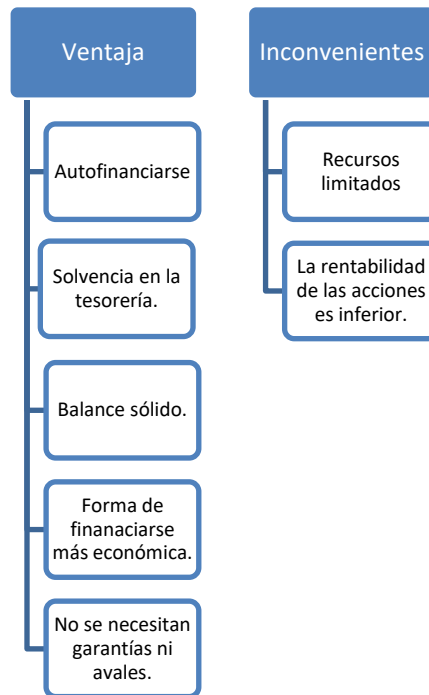 Ventaja
Autofinanciarse
Solvencia en la
tesorería.
Balance sólido.
Forma de
finanaciarse
más económica.
No se necesitan
garantías ni
avales.
Inconvenientes
Recursos
limitados
La rentabilidad
de las acciones
es inferior.